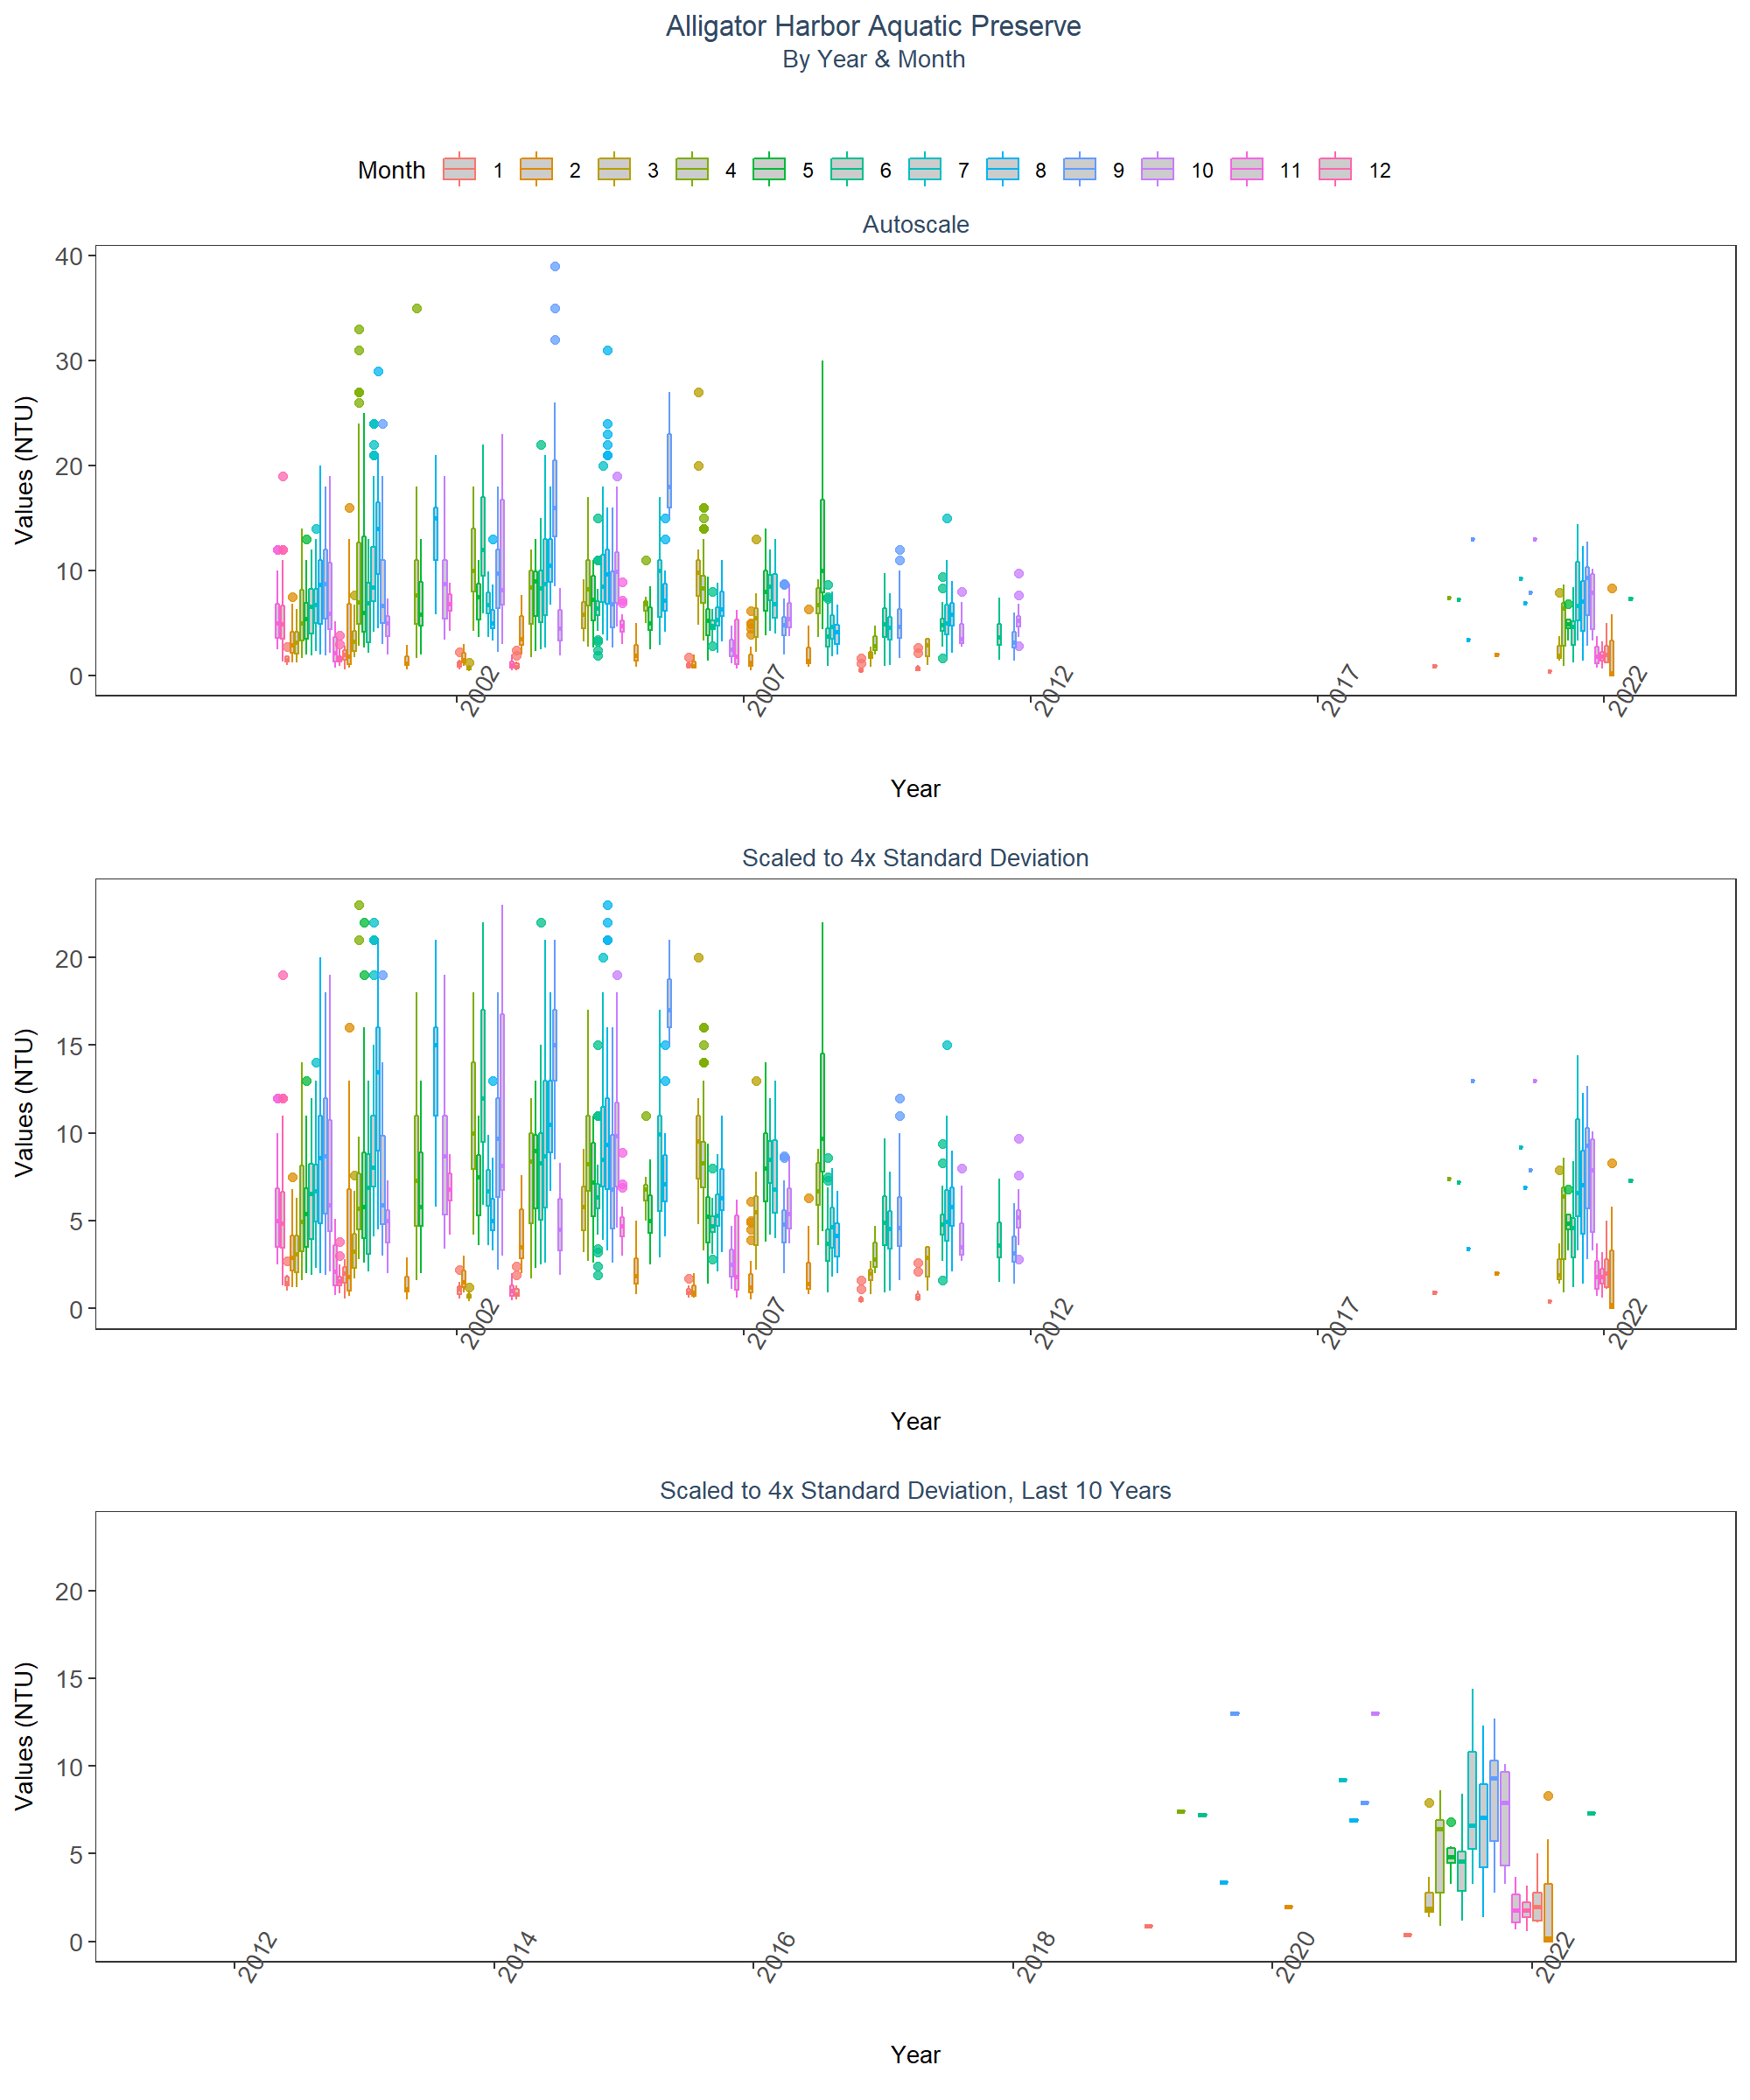 Alligator Harbor Aquatic Preserve
By Year & Month
Month 1 2 3 4 5 6 7 8 9 10 11 12
Autoscale
40
30
20
10
0
Values (NTU)
2002 2007 2012 2017 2022
Year
Scaled to 4x Standard Deviation
20
15
10
5
0
Values (NTU)
2002 2007 2012 2017 2022
Year
Scaled to 4x Standard Deviation, Last 10 Years
20
15
10
5
0
Values (NTU)
2012 2014 2016 2018 2020 2022
Year